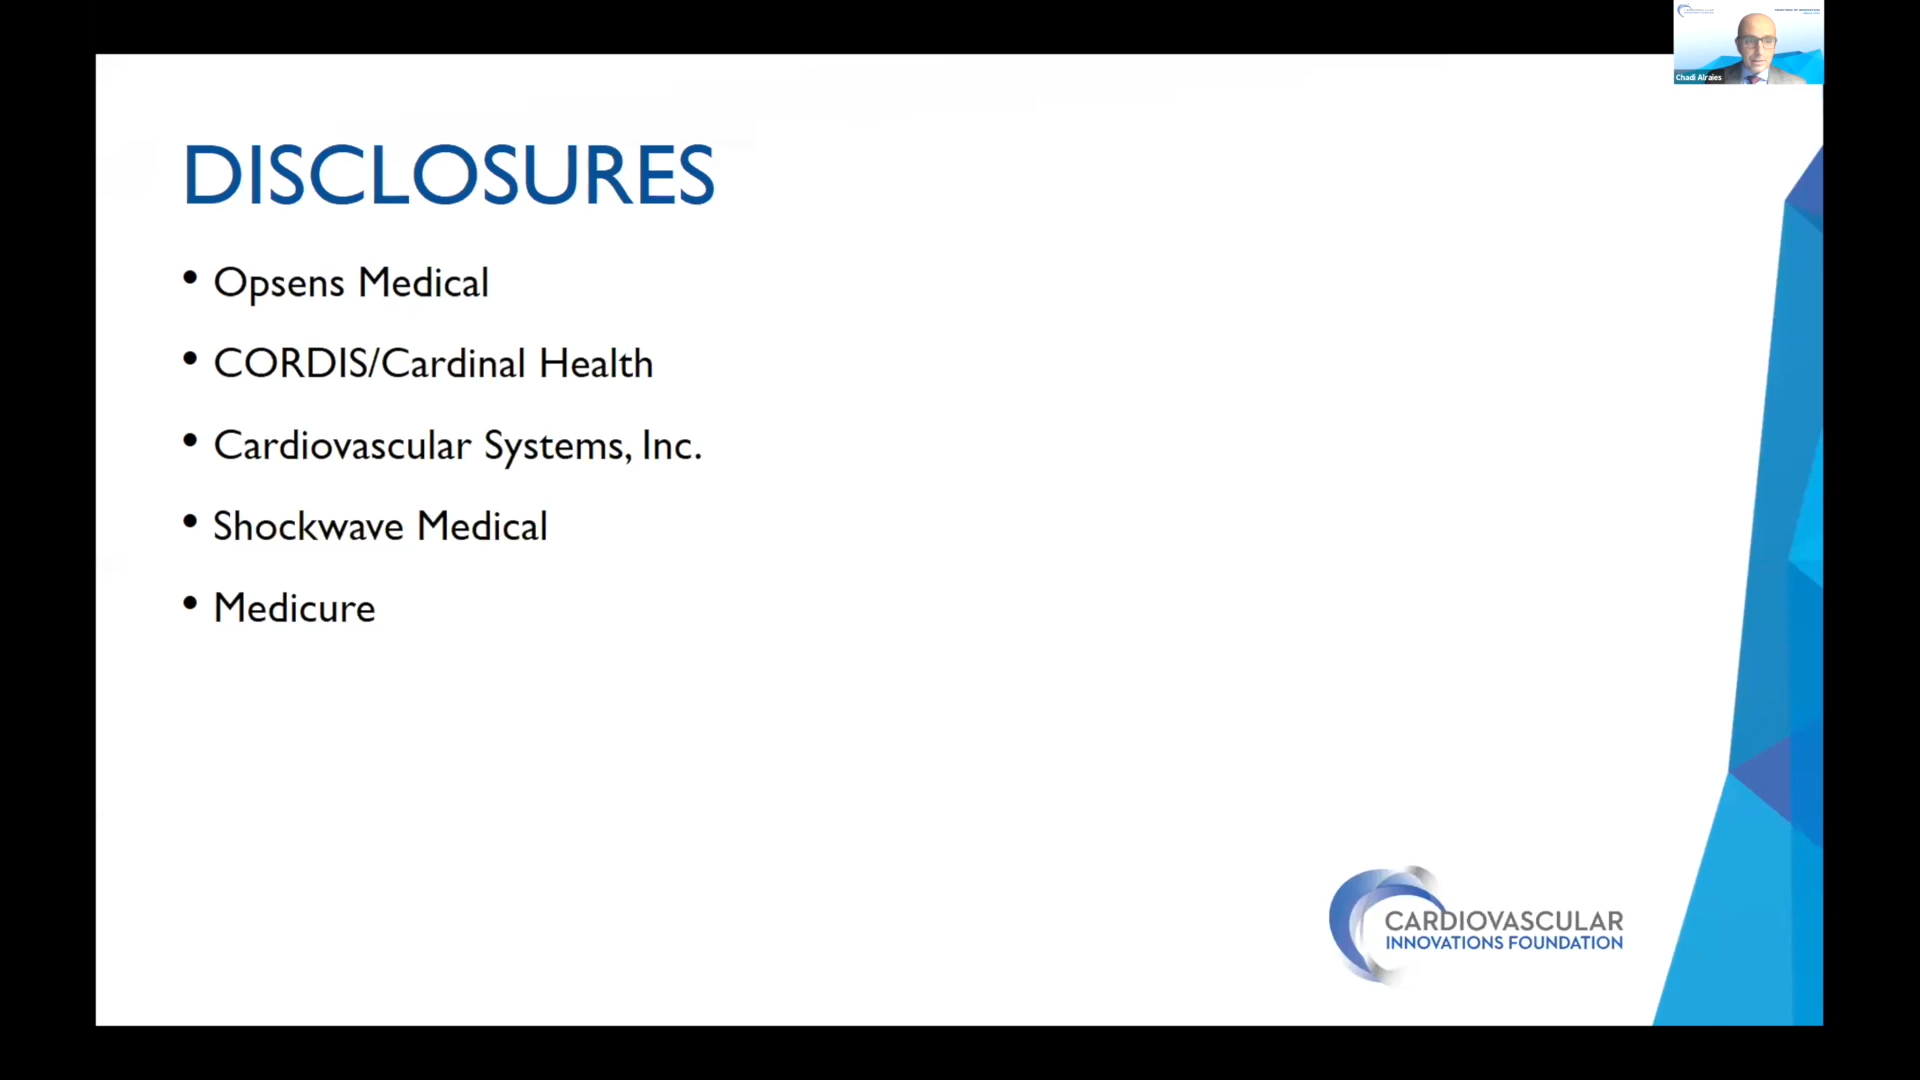 Chadi Alraies
DISCLOSURES
• Opsens Medical
• CORDIS/Cardinal Health
• Cardiovascular Systems, Inc.
• Shockwave Medical
• Medicure
CARDIOVASCULAR
INNOVATIONS FOUNDATION